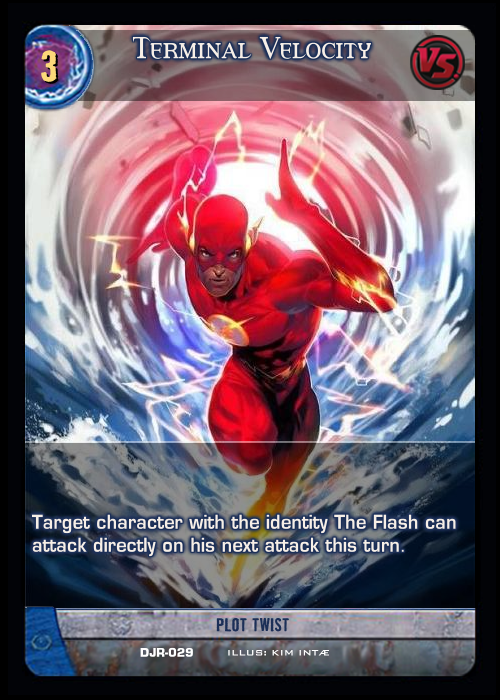 3
Terminal Velocity
VS
Target character with the identity The Flash can
attack directly on his next attack this turn.
PLOT TWIST
DJR-029
ILLUS: KIM INTÆ